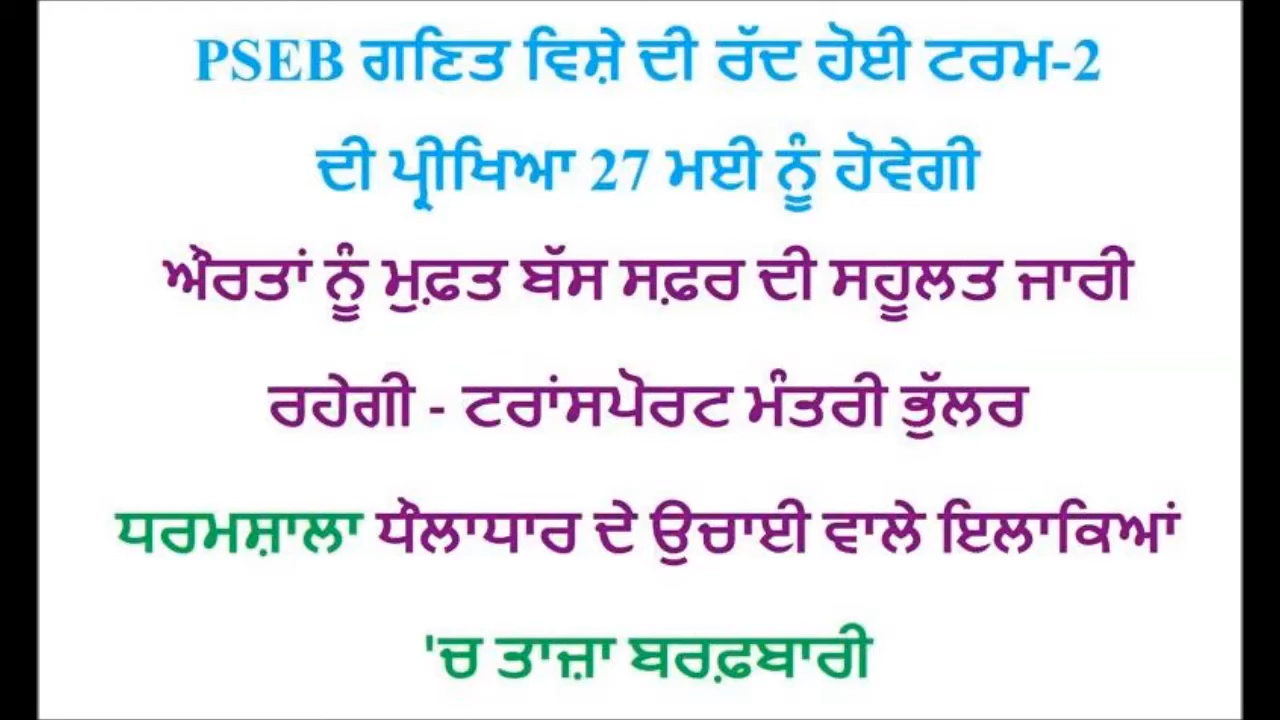 PSEB ਗਣਿਤ ਵਿਸ਼ੇ ਦੀ ਰੱਦ ਹੋਈ ਟਰਮ-2
ਦੀ ਪ੍ਰੀਖਿਆ 27 ਮਈ ਨੂੰ ਹੋਵੇਗੀ
ਔਰਤਾਂ ਨੂੰ ਮੁਫ਼ਤ ਬੱਸ ਸਫ਼ਰ ਦੀ ਸਹੂਲਤ ਜਾਰੀ
ਰਹੇਗੀ - ਟਰਾਂਸਪੋਰਟ ਮੰਤਰੀ ਭੁੱਲਰ
ਧਰਮਸ਼ਾਲਾ ਧੌਲਾਧਾਰ ਦੇ ਉਚਾਈ ਵਾਲੇ ਇਲਾਕਿਆਂ
'ਚ ਤਾਜ਼ਾ ਬਰਫ਼ਬਾਰੀ